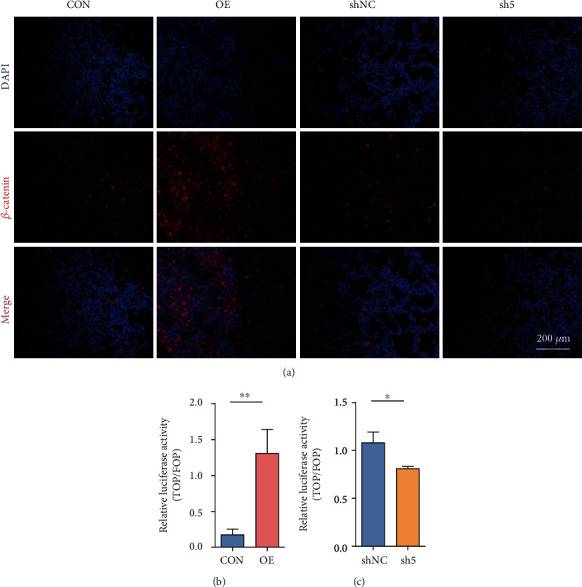 CON OE shNC sh5
DAPI
β-catenin
Merge
200 μm
(a)
Relative luciferase activity
(TOP/FOP)
2.0
1.5
1.0
0.5
0.0
**
CON OE
(b)
Relative luciferase activity
(TOP/FOP)
1.5
1.0
0.5
0.0
*
shNC sh5
(c)